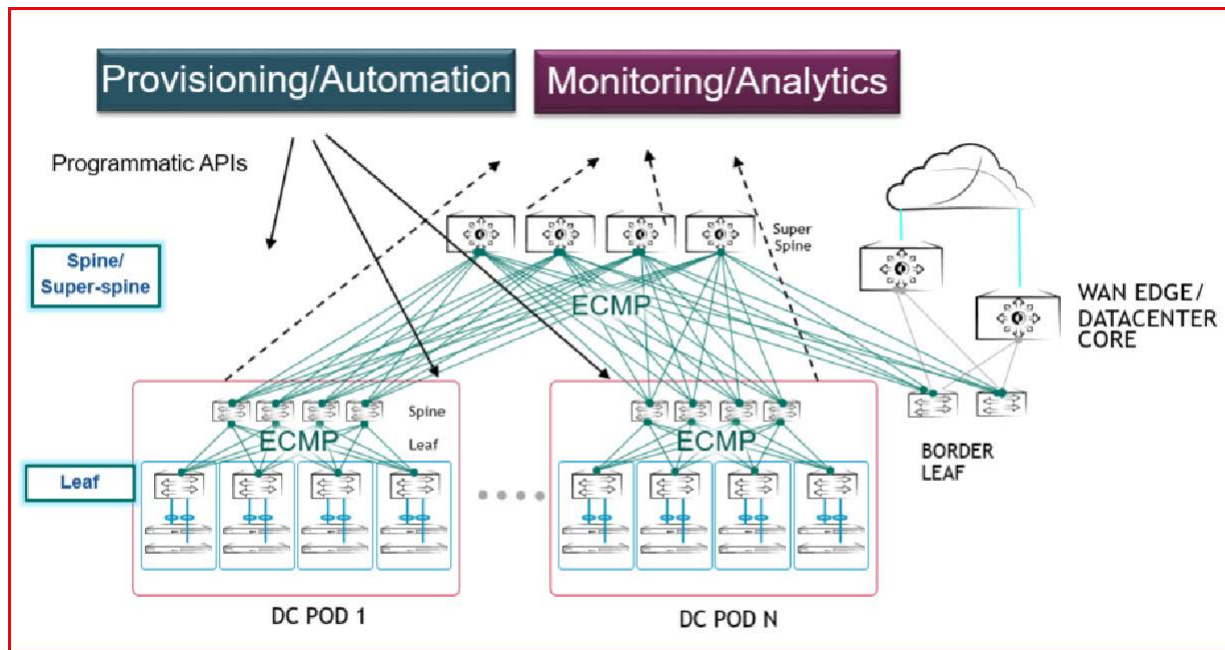 Provisioning/Automation
Monitoring/Analytics
Programmatic APIs
Super
Spine
Spine/
Super-spine
ECMP
WAN EDGE/
DATACENTER
CORE
Spine
ECMP
Leaf
ECMP
BORDER
LEAF
Leaf
DC POD 1
DC POD N